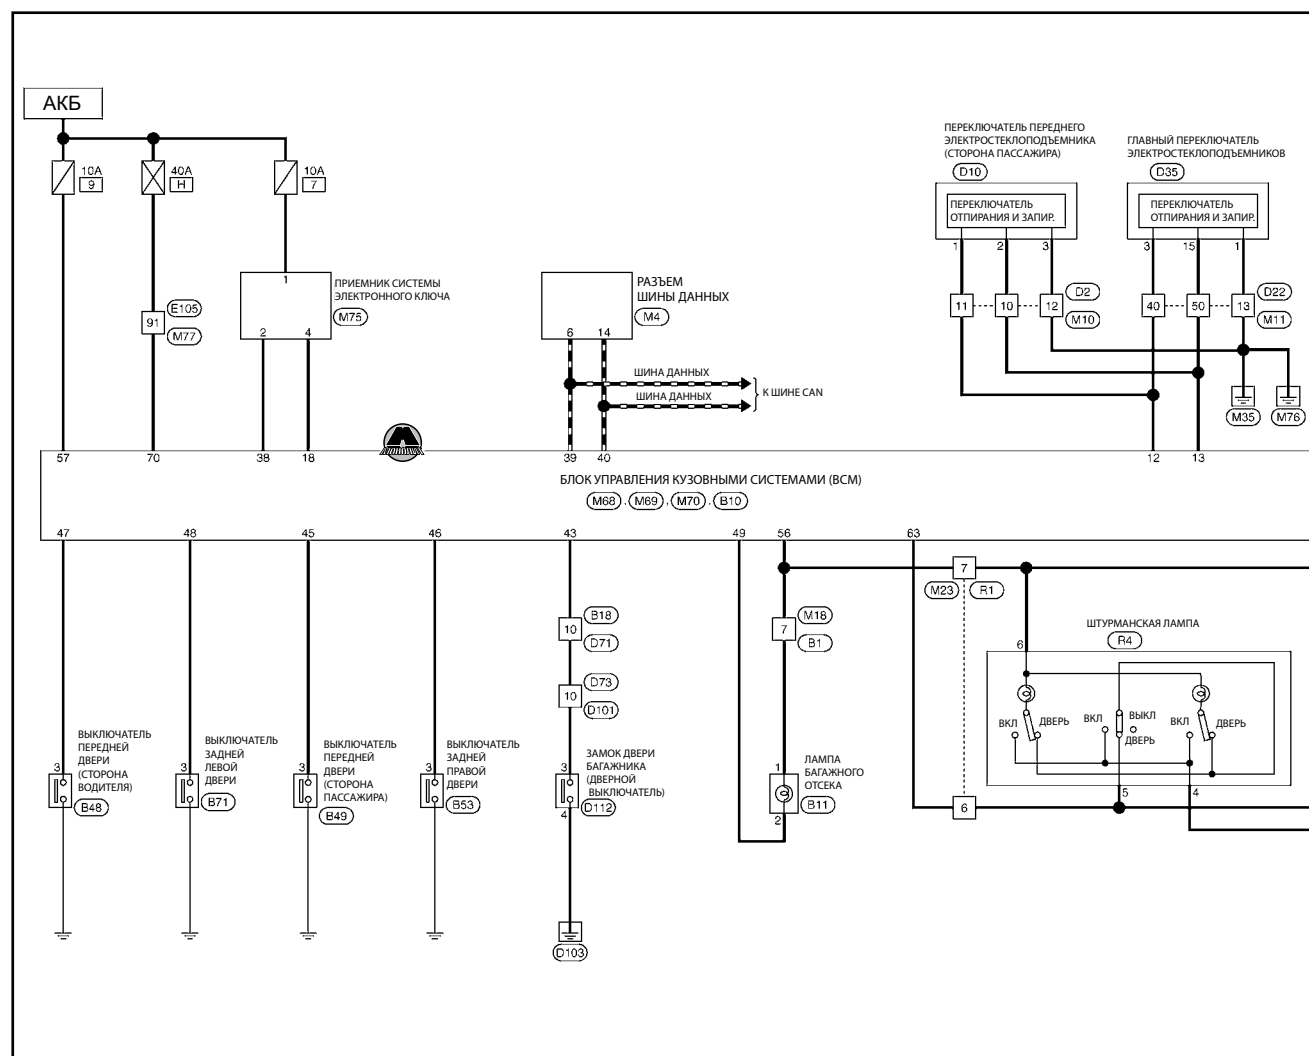 АКБ
10A
9
40A
H
10A
7
1
ПРИЕМНИК СИСТЕМЫ
ЭЛЕКТРОННОГО КЛЮЧА
M75
2 4
E105
91
M77
РАЗЪЕМ
ШИНЫ ДАННЫХ
M4
6 14
ШИНА ДАННЫХ
ШИНА ДАННЫХ
К ШИНЕ CAN
ПЕРЕКЛЮЧАТЕЛЬ ПЕРЕДНЕГО
ЭЛЕКТРОСТЕКЛОПОДЪЕМНИКА
(СТОРОНА ПАССАЖИРА)
D10
ПЕРЕКЛЮЧАТЕЛЬ
ОТПИРАНИЯ И ЗАПИР.
1 2 3
11 10 12
D2
M10
ГЛАВНЫЙ ПЕРЕКЛЮЧАТЕЛЬ
ЭЛЕКТРОСТЕКЛОПОДЪЕМНИКОВ
D35
ПЕРЕКЛЮЧАТЕЛЬ
ОТПИРАНИЯ И ЗАПИР.
3 15 1
40 50 13
D22
M11
M35 M76
57 70 38 18 39 40 12 13
БЛОК УПРАВЛЕНИЯ КУЗОВНЫМИ СИСТЕМАМИ (BCM)
M68 , M69 , M70 , B10
47 48 45 46 43 49 56 63
7
M23 R1
B18
10
D71
D73
10
D101
M18
7
B1
ШТУРМАНСКАЯ ЛАМПА
R4
6
ВКЛ ДВЕРЬ
ВКЛ ВЫКЛ
ДВЕРЬ
ВКЛ ДВЕРЬ
5 4
6
ВЫКЛЮЧАТЕЛЬ
ПЕРЕДНЕЙ
ДВЕРИ
(СТОРОНА
ВОДИТЕЛЯ)
3
B48
ВЫКЛЮЧАТЕЛЬ
ЗАДНЕЙ
ЛЕВОЙ
ДВЕРИ
3
B71
ВЫКЛЮЧАТЕЛЬ
ПЕРЕДНЕЙ
ДВЕРИ
(СТОРОНА
ПАССАЖИРА)
3
B49
ВЫКЛЮЧАТЕЛЬ
ЗАДНЕЙ
ПРАВОЙ
ДВЕРИ
3
B53
ЗАМОК ДВЕРИ
БАГАЖНИКА
(ДВЕРНОЙ
ВЫКЛЮЧАТЕЛЬ)
3
D112
4
D103
ЛАМПА
БАГАЖНОГО
ОТСЕКА
1
B11
2